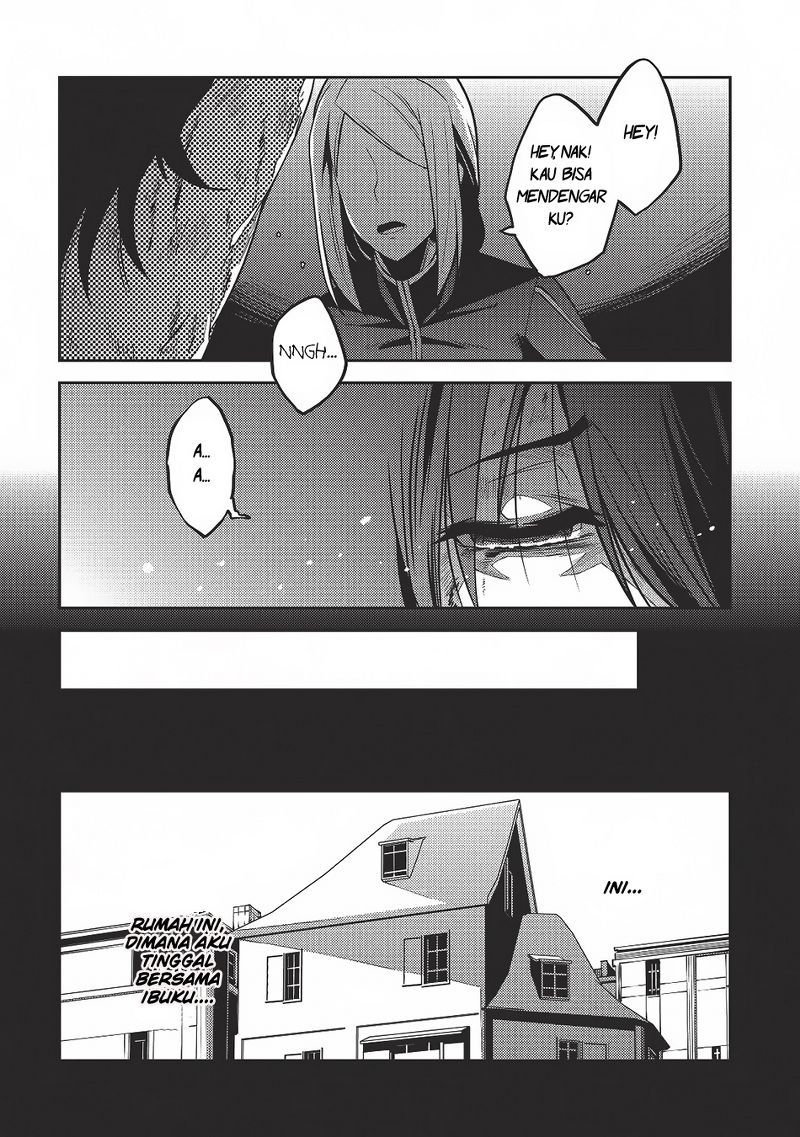 HEY!
HEY, NAK!
KAU BISA
MENDENGAR
KU?
NNGH...
A...
A...
INI...
RUMAH INI,
DIMANA AKU
TINGGAL
BERSAMA
IBUKU....